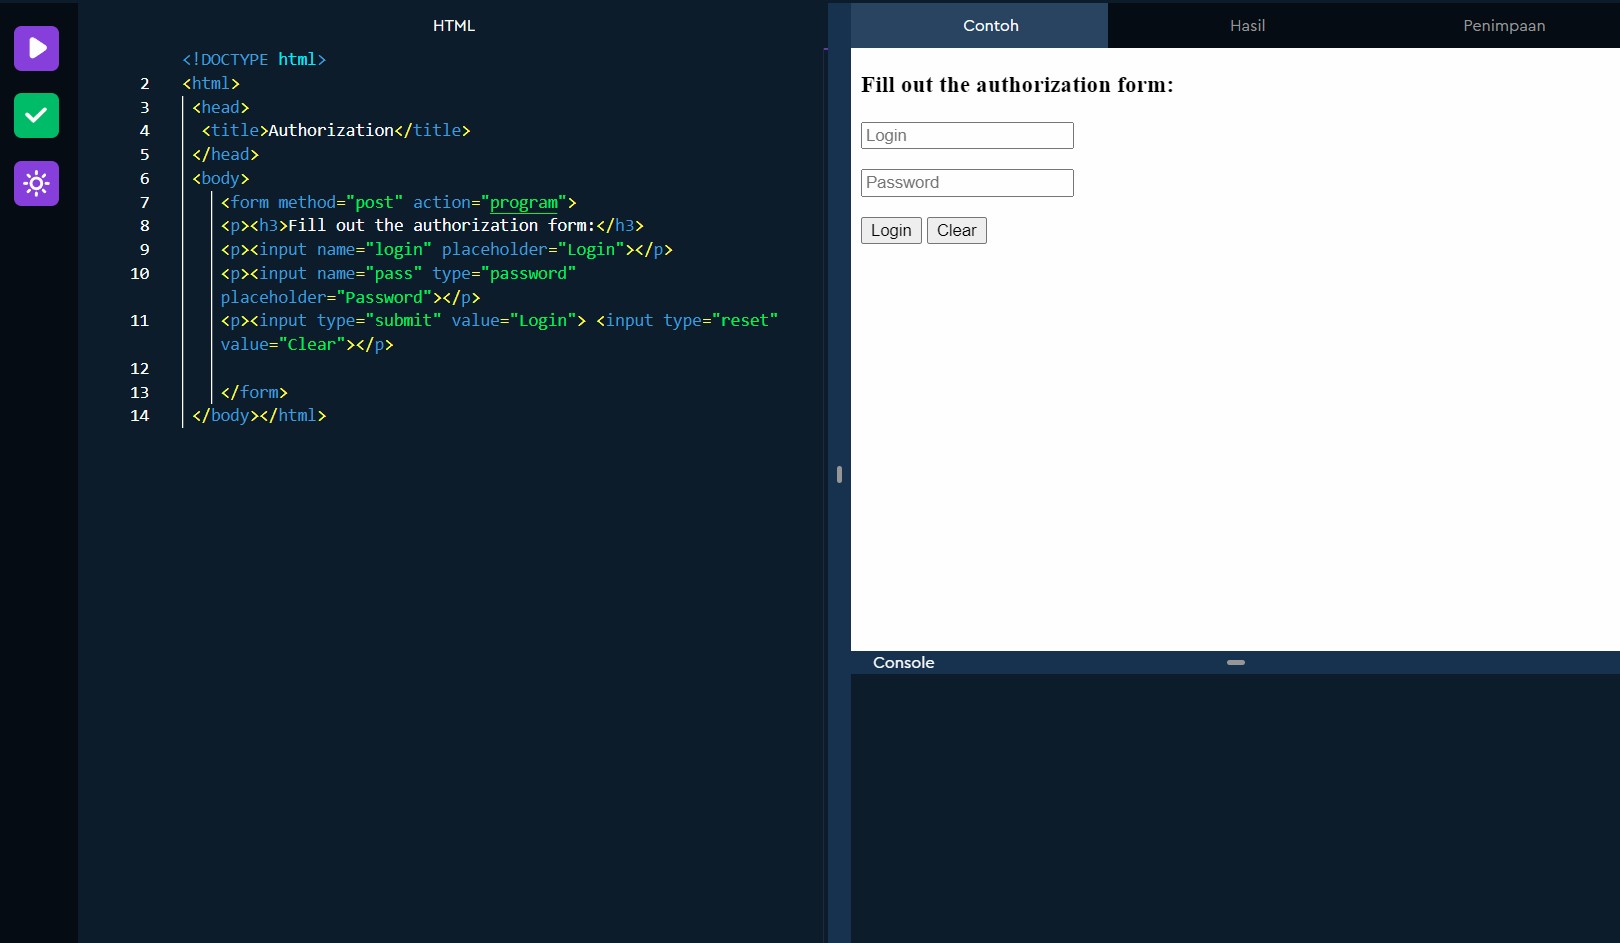 HTML
<!DOCTYPE html>
2 <html>
3 <head>
4 <title>Authorization</title>
5 </head>
6 <body>
7 <form method="post" action="program">
8 <p><h3>Fill out the authorization form:</h3>
9 <p><input name="login" placeholder="Login"></p>
10 <p><input name="pass" type="password"
placeholder="Password"></p>
11 <p><input type="submit" value="Login"> <input type="reset"
value="Clear"></p>
12
13 </form>
14 </body></html>
Contoh Hasil Penimpaan
Fill out the authorization form:
Login
Password
Login Clear
Console